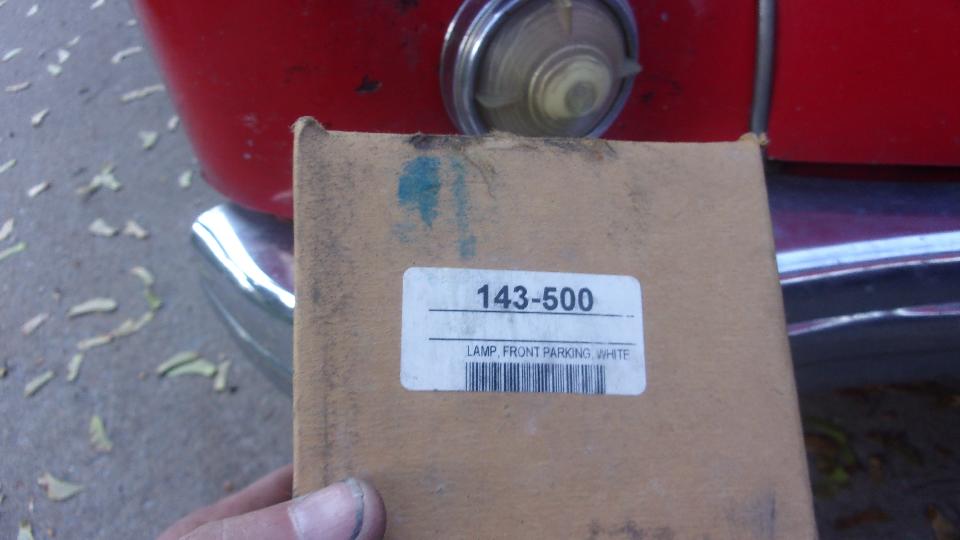 143-500
LAMP, FRONT PARKING, WHITE